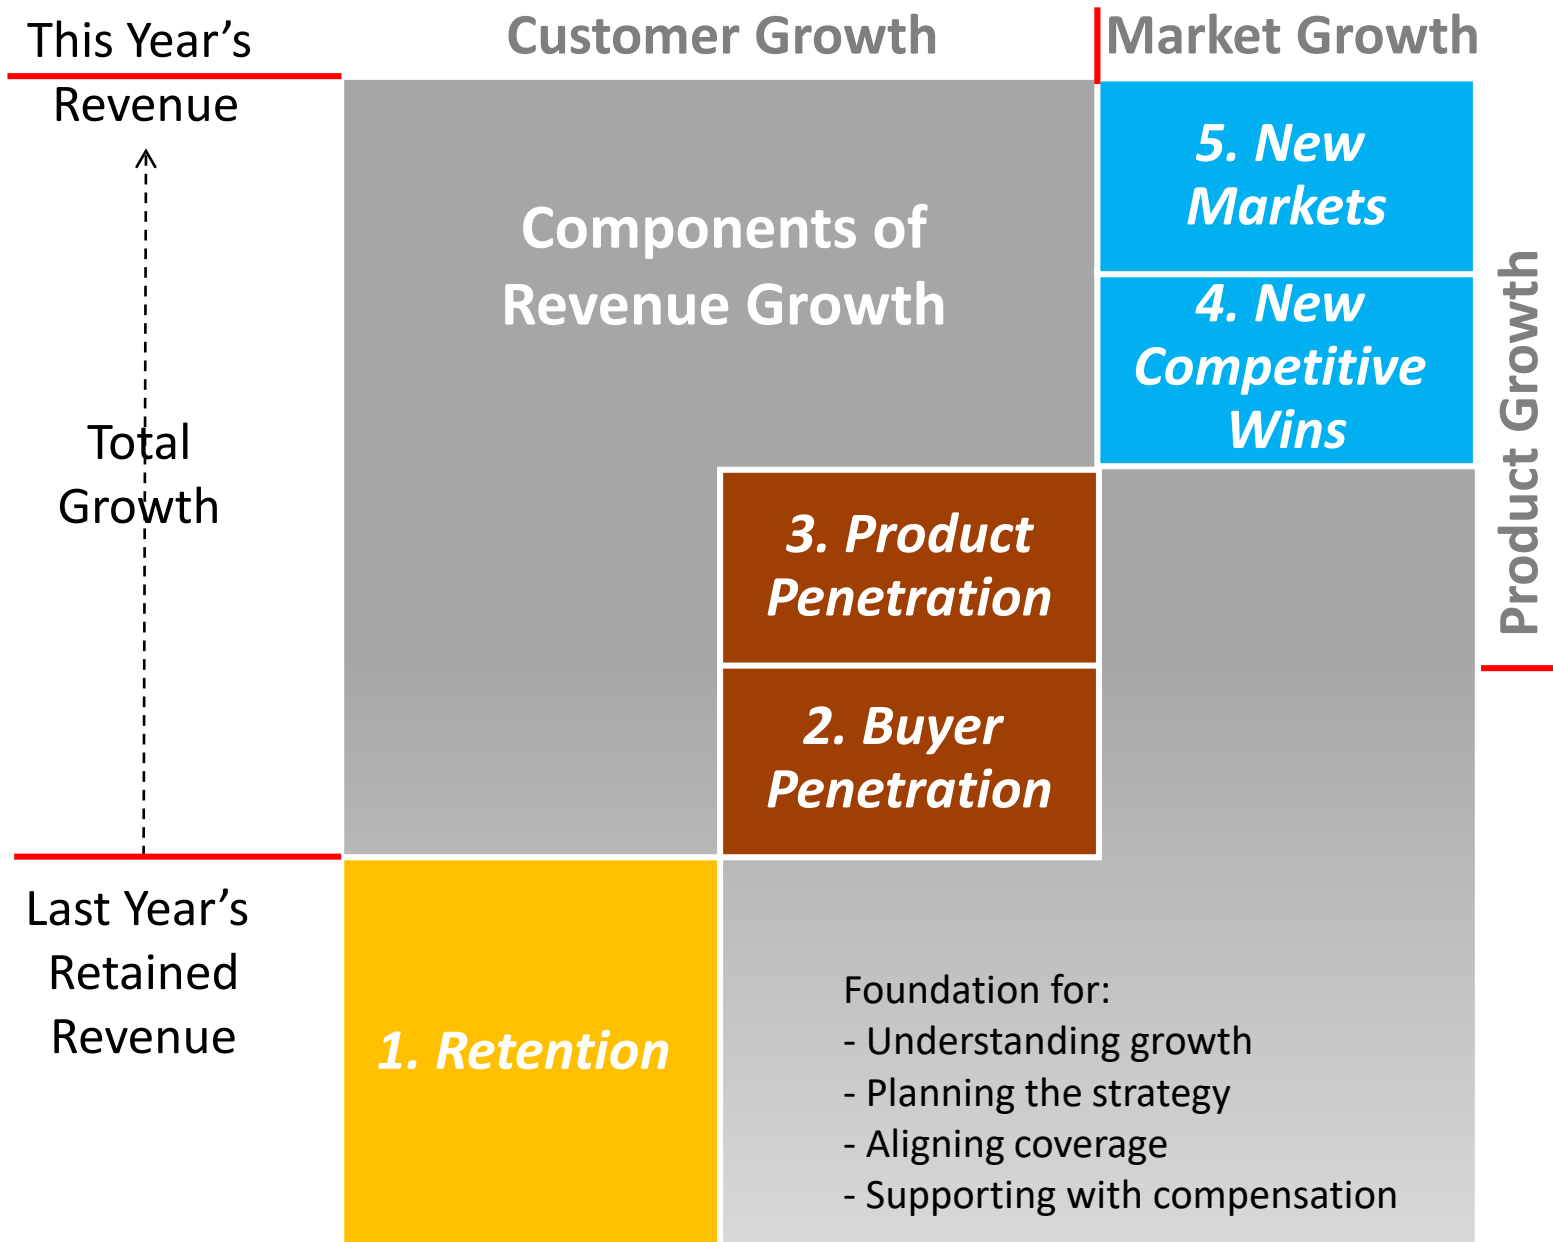 This Year’s
Revenue
Customer Growth
Market Growth
Components of
Revenue Growth
5. New
Markets
4. New
Competitive
Wins
Product Growth
Total
Growth
3. Product
Penetration
2. Buyer
Penetration
Last Year’s
Retained
Revenue
1. Retention
Foundation for:
- Understanding growth
- Planning the strategy
- Aligning coverage
- Supporting with compensation